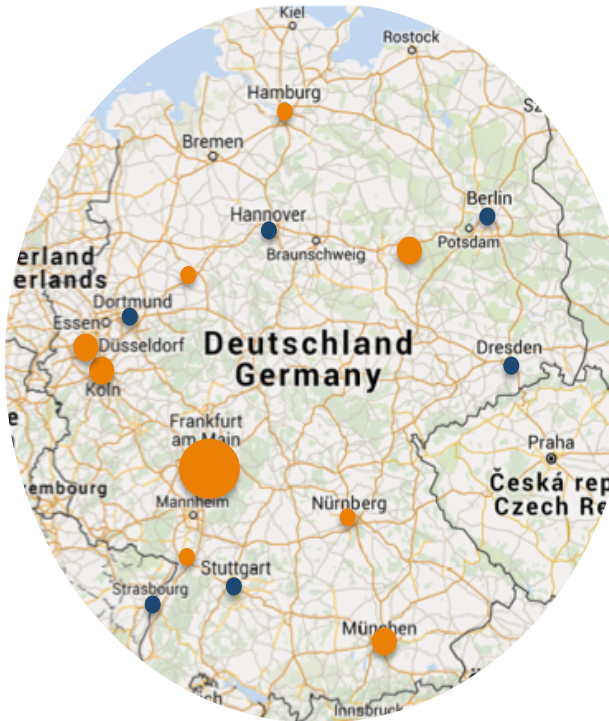 Kiel
Rostock
Hamburg
Bremen
Berlin
Hannover
Potsdam
Braunschweig
erland
erlands
Dortmund
Essen
Düsseldorf
Deutschland
Germany
Dresden
Köln
Frankfurt
am Main
Praha
Mannheim
Nürnberg
Česká rep
Czech Re
embourg
Stuttgart
Strasbourg
München
Innsbruck